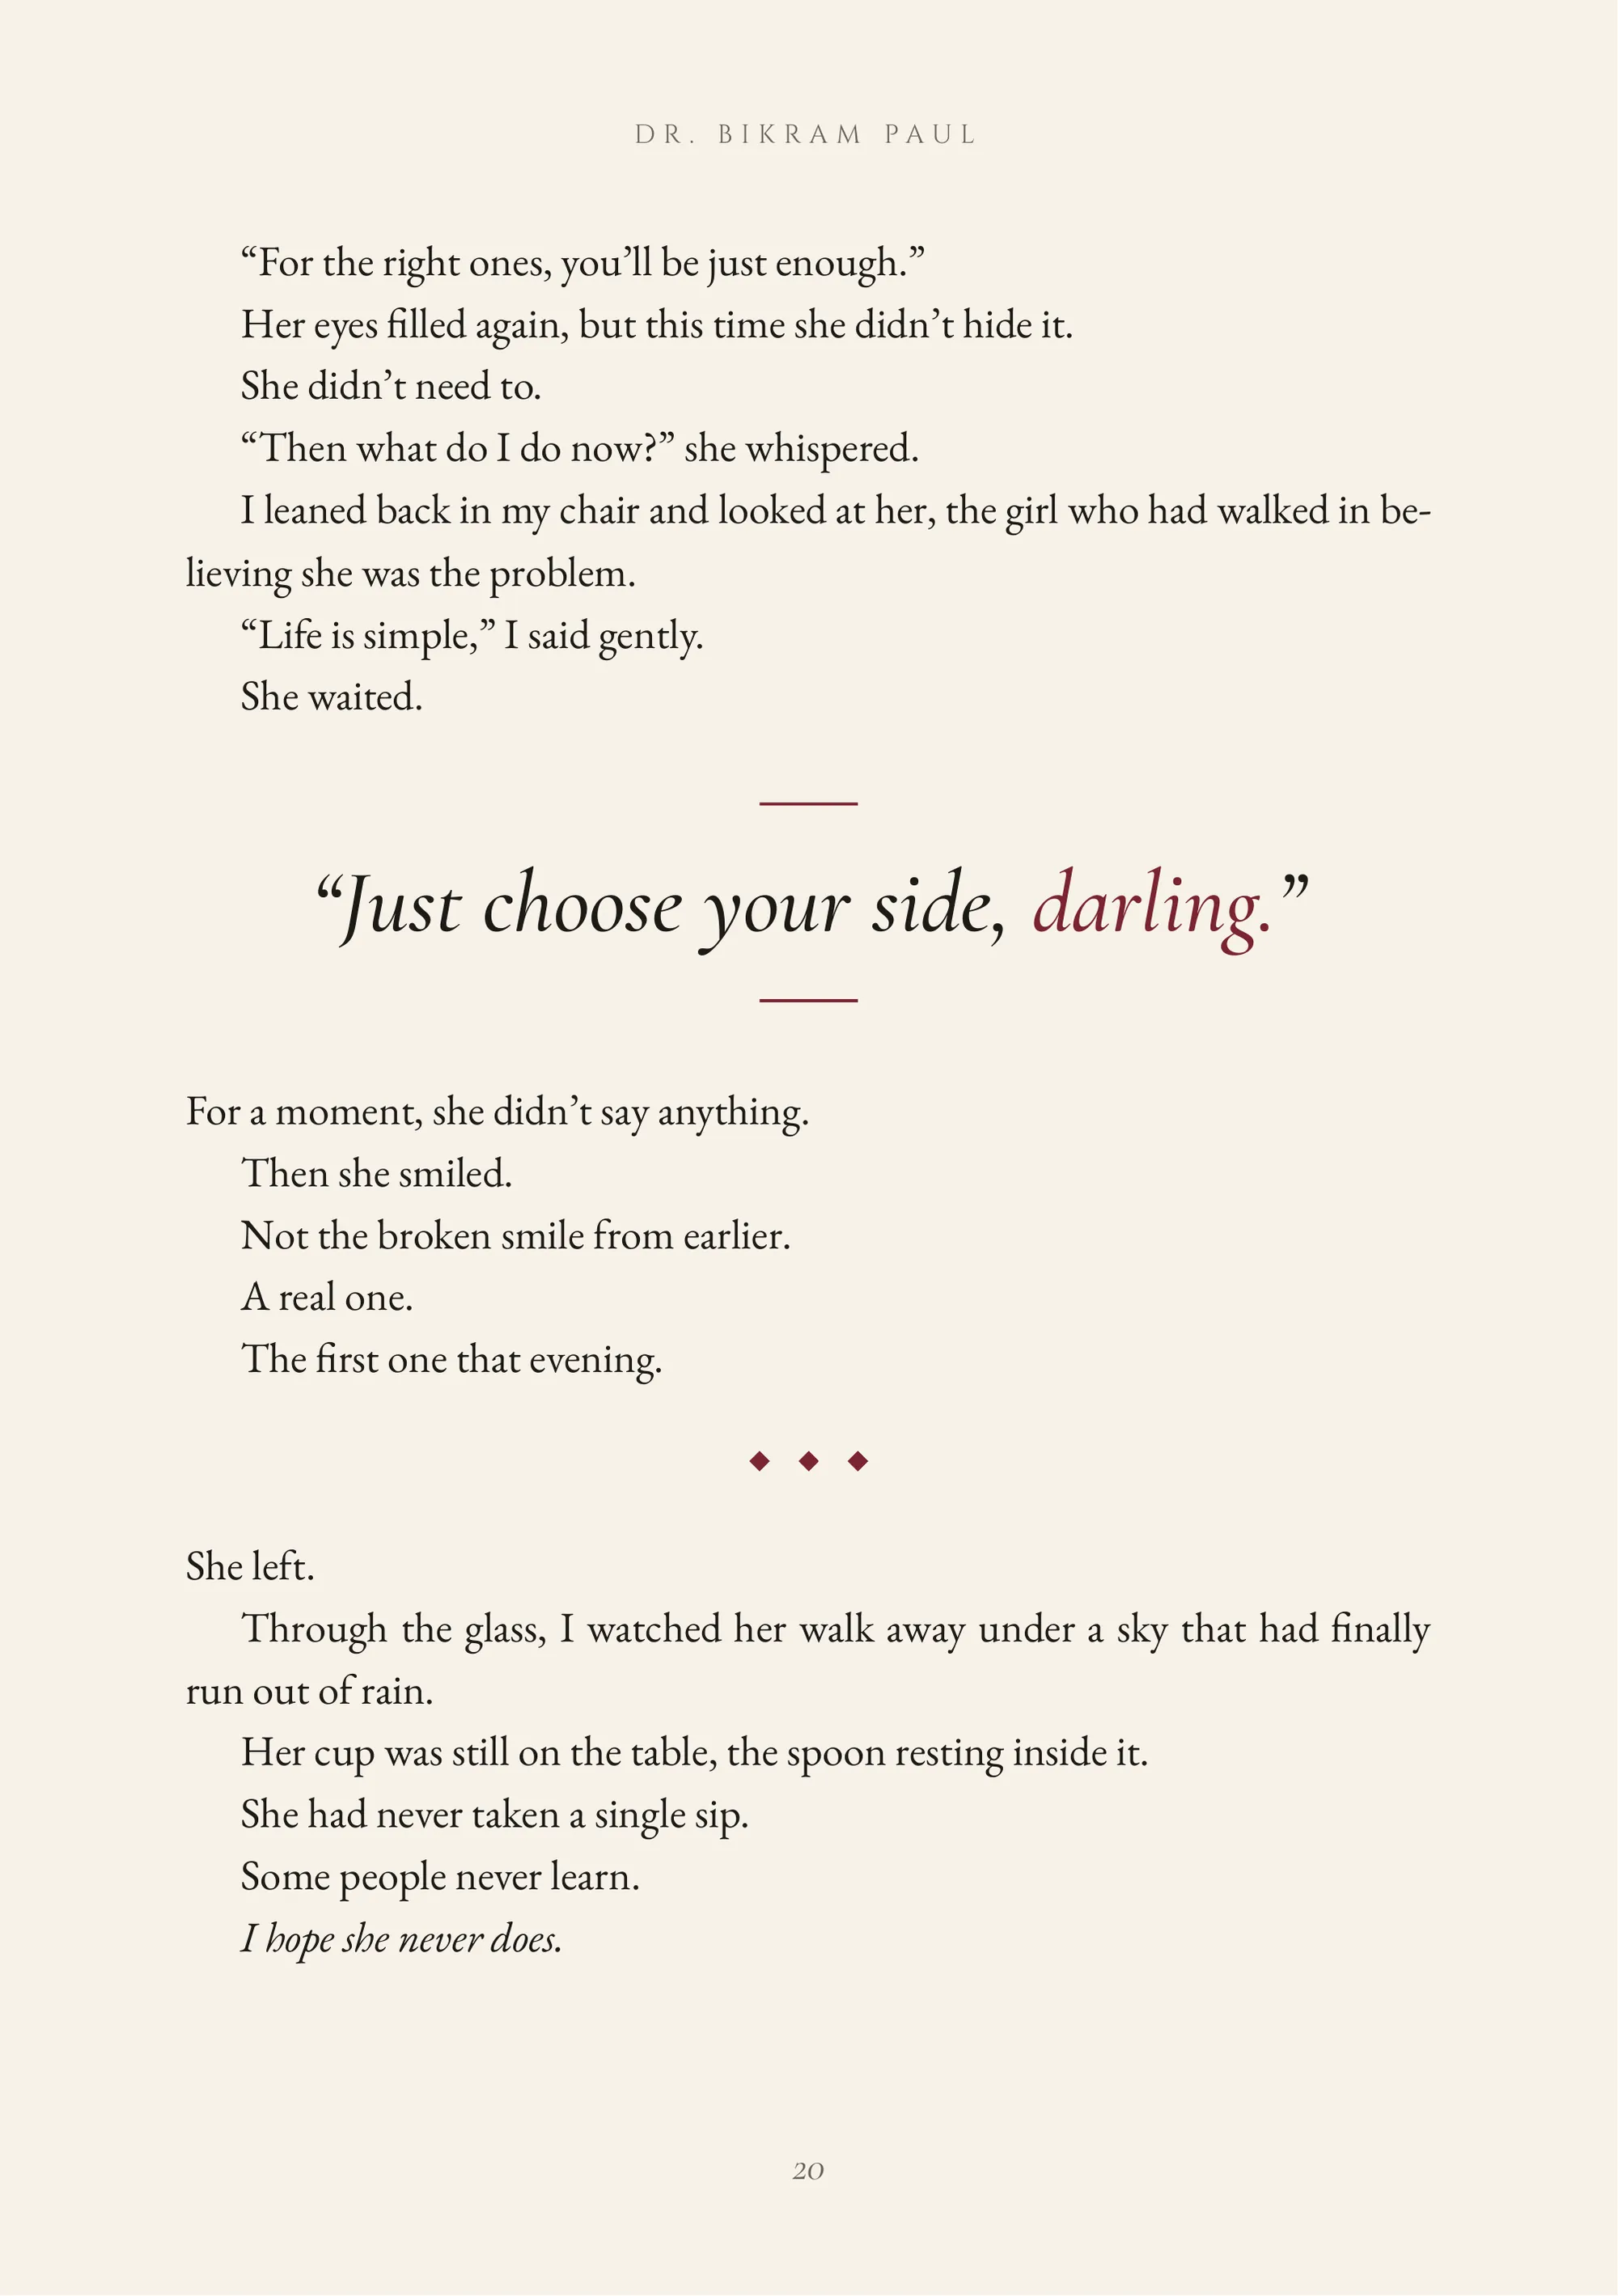 DR. BIKRAM PAUL
“For the right ones, you’ll be just enough.”
Her eyes filled again, but this time she didn’t hide it.
She didn’t need to.
“Then what do I do now?” she whispered.
I leaned back in my chair and looked at her, the girl who had walked in be-
lieving she was the problem.
“Life is simple,” I said gently.
She waited.
“Just choose your side, darling.”
For a moment, she didn’t say anything.
Then she smiled.
Not the broken smile from earlier.
A real one.
The first one that evening.
She left.
Through the glass, I watched her walk away under a sky that had finally
run out of rain.
Her cup was still on the table, the spoon resting inside it.
She had never taken a single sip.
Some people never learn.
I hope she never does.
20